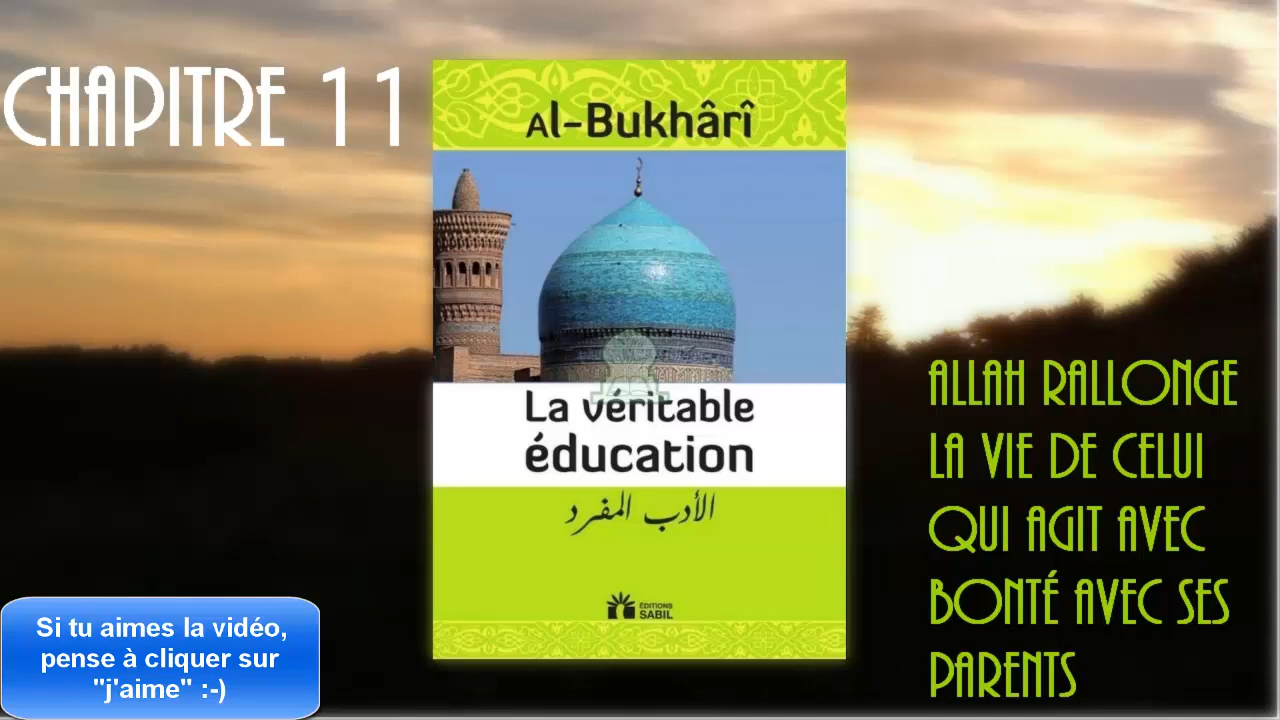 CHAPITRE 11
Al-Bukhârî
La véritable
éducation
الأدب المفرد
ÉDITIONS
SABIL
ALLAH RALLONGE
LA VIE DE CELUI
QUI AGIT AVEC
BONTÉ AVEC SES
PARENTS
Si tu aimes la vidéo,
pense à cliquer sur
"j'aime" :-)